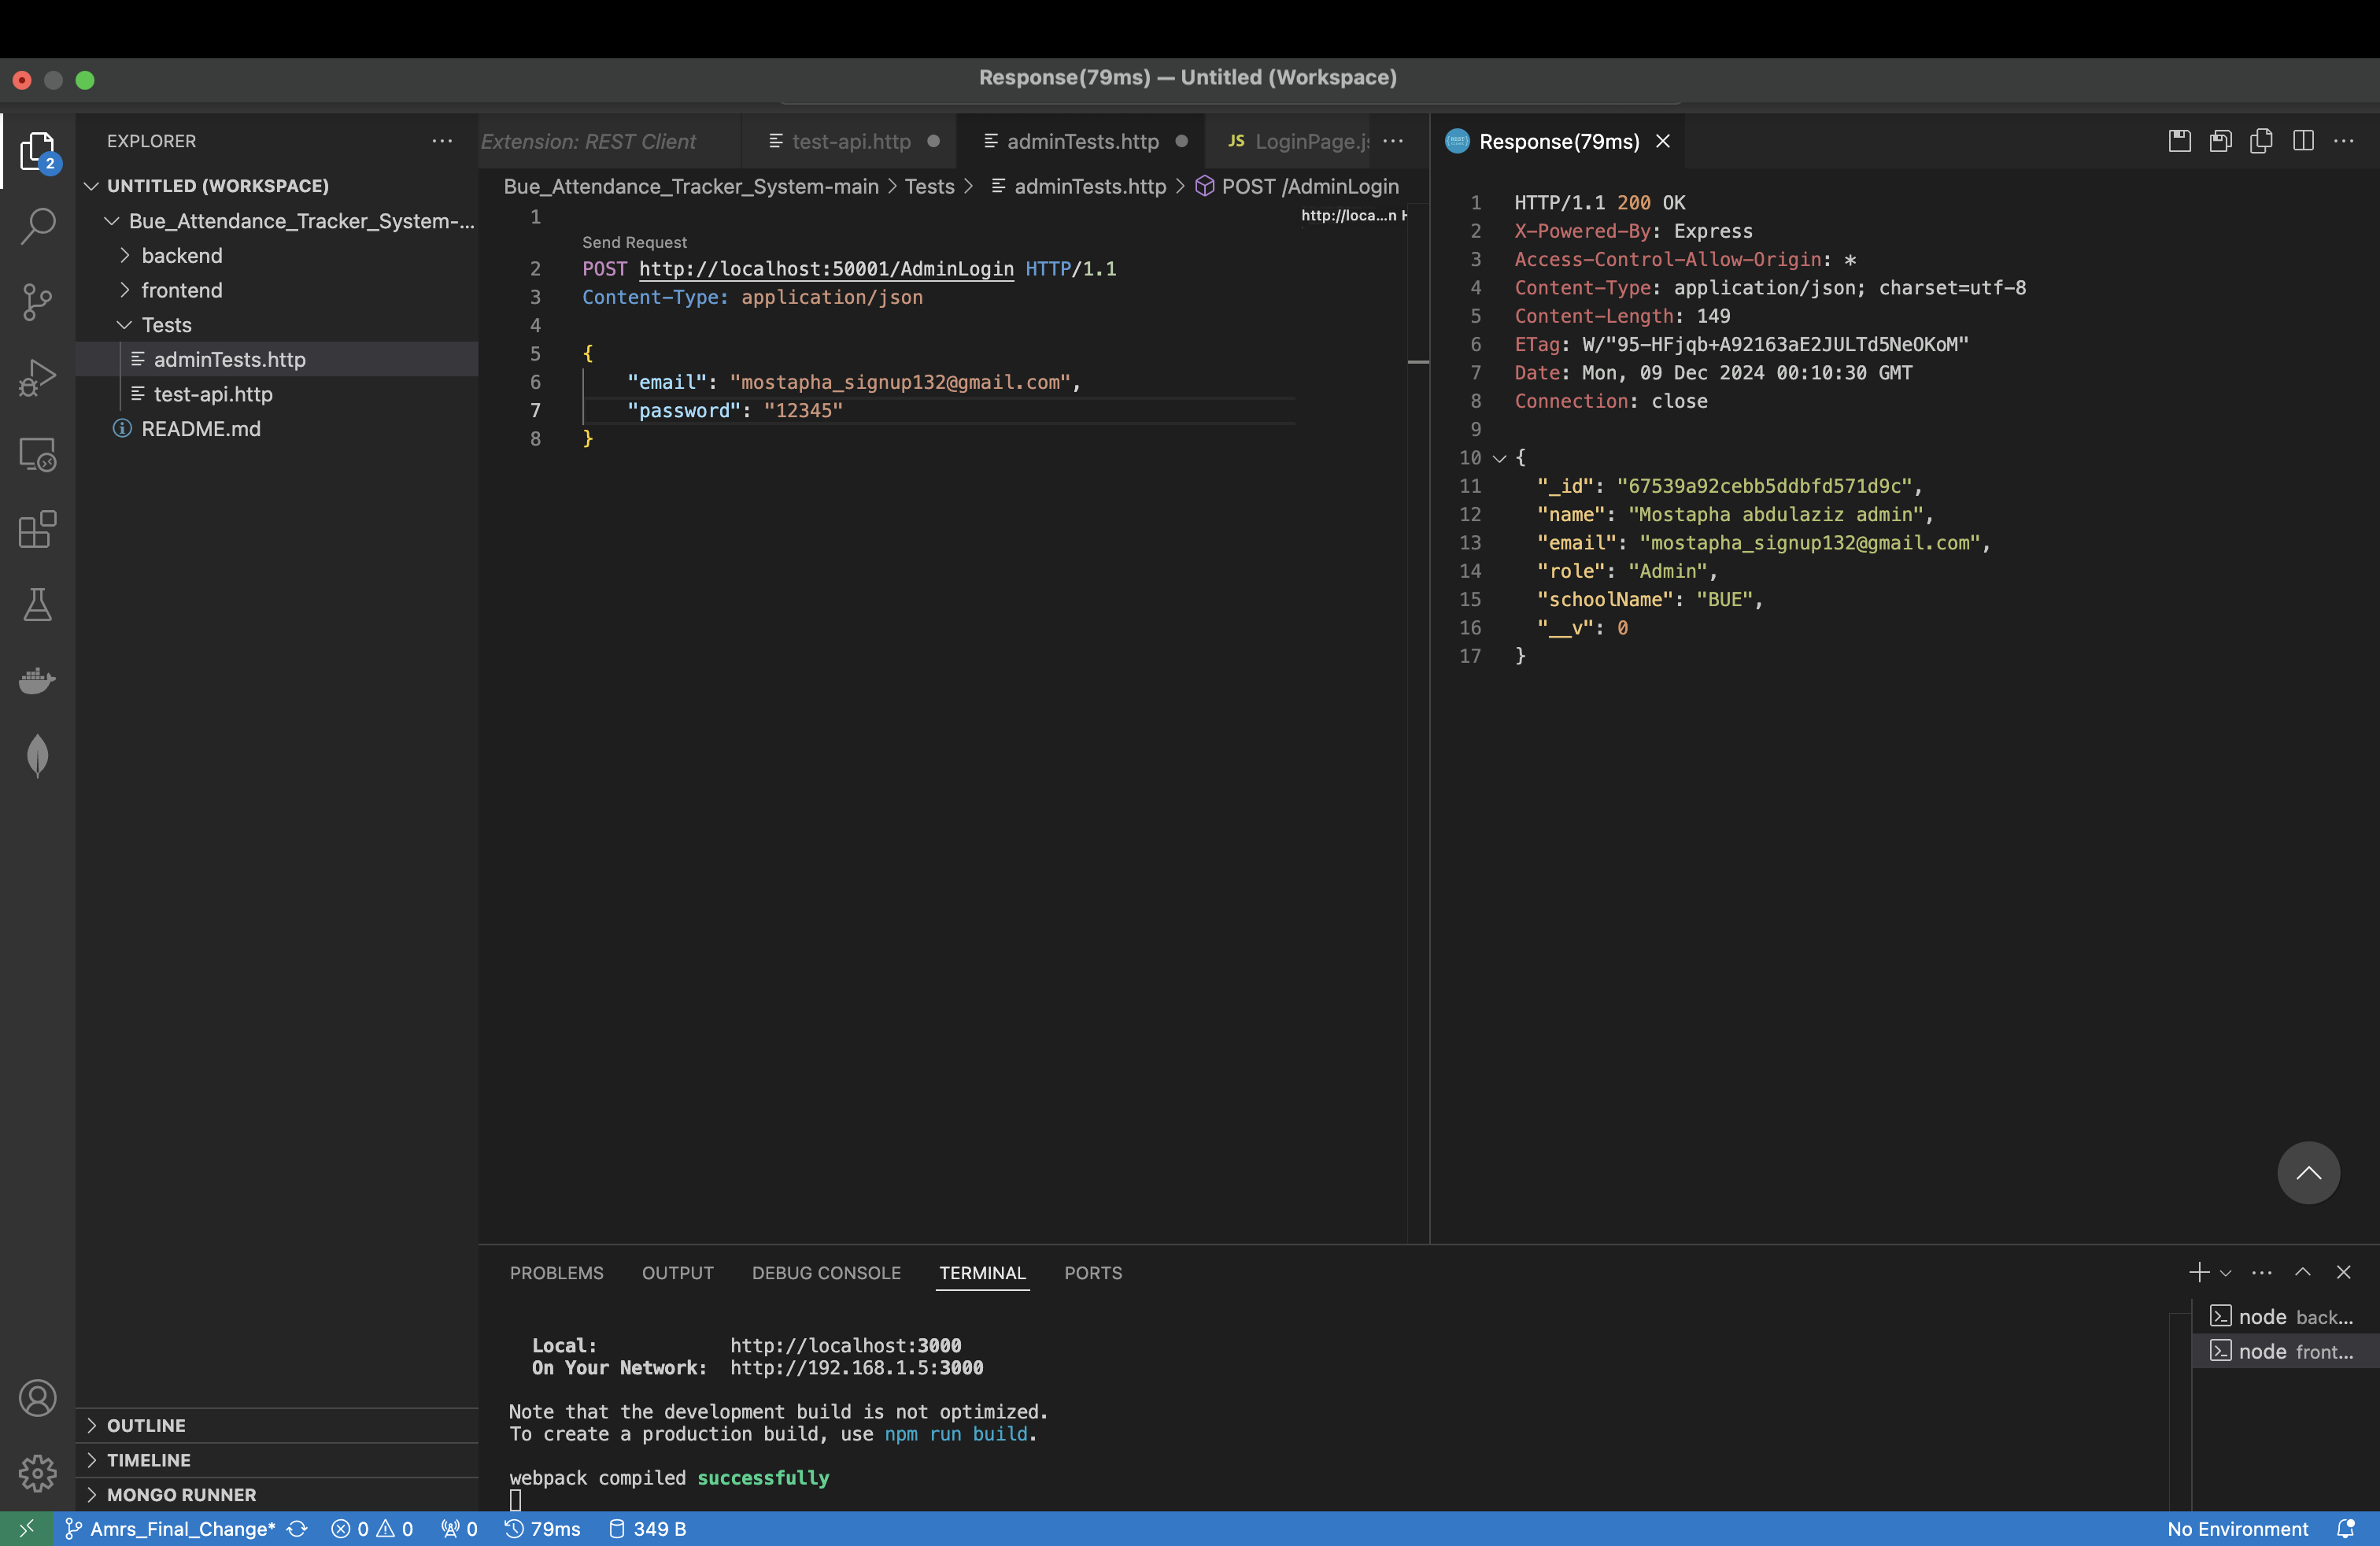 Response(79ms) — Untitled (Workspace)
EXPLORER
2
UNTITLED (WORKSPACE)
Bue_Attendance_Tracker_System-...
backend
frontend
Tests
adminTests.http
test-api.http
README.md
OUTLINE
TIMELINE
MONGO RUNNER
Extension: REST Client
test-api.http
adminTests.http
JS LoginPage.js
Bue_Attendance_Tracker_System-main > Tests > adminTests.http > POST /AdminLogin
1
Send Request
2 POST http://localhost:50001/AdminLogin HTTP/1.1
3 Content-Type: application/json
4
5 {
6 "email": "mostapha_signup132@gmail.com",
7 "password": "12345"
8 }
http://loca...n H
Response(79ms)
1 HTTP/1.1 200 OK
2 X-Powered-By: Express
3 Access-Control-Allow-Origin: *
4 Content-Type: application/json; charset=utf-8
5 Content-Length: 149
6 ETag: W/"95-HFjqb+A92163aE2JULTd5NeOKoM"
7 Date: Mon, 09 Dec 2024 00:10:30 GMT
8 Connection: close
9
10 {
11 "_id": "67539a92cebb5ddbfd571d9c",
12 "name": "Mostapha abdulaziz admin",
13 "email": "mostapha_signup132@gmail.com",
14 "role": "Admin",
15 "schoolName": "BUE",
16 "__v": 0
17 }
PROBLEMS OUTPUT DEBUG CONSOLE TERMINAL PORTS
Local: http://localhost:3000
On Your Network: http://192.168.1.5:3000
Note that the development build is not optimized.
To create a production build, use npm run build.
webpack compiled successfully
node back...
node front...
Amrs_Final_Change* 0 0 0 79ms 349 B
No Environment